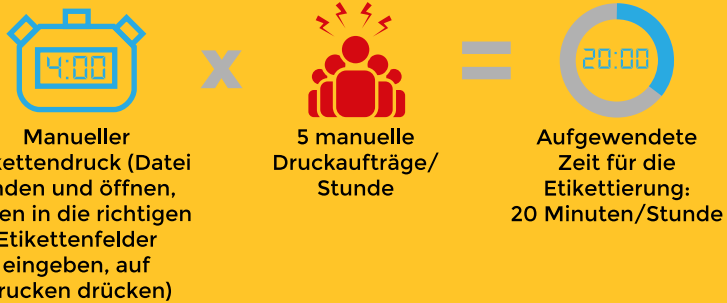 4:00
x
=
20:00
Manueller
kettendruck (Datei
nden und öffnen,
en in die richtigen
Etikettenfelder
eingeben, auf
rucken drücken)
5 manuelle
Druckaufträge/
Stunde
Aufgewendete
Zeit für die
Etikettierung:
20 Minuten/Stunde